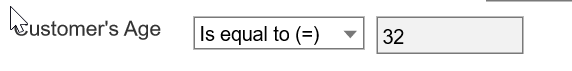 Customer's Age Is equal to (=) 32